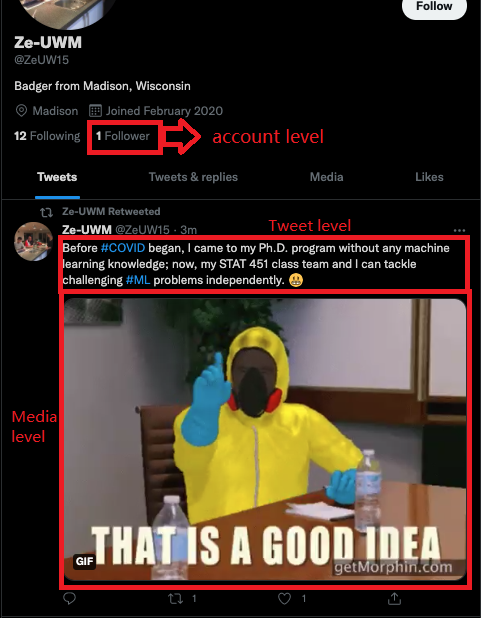 Follow
Ze-UWM
@ZeUW15
Badger from Madison, Wisconsin
Madison Joined February 2020
12 Following 1 Follower account level
Tweets Tweets & replies Media Likes
Ze-UWM Retweeted
Tweet level
Ze-UWM @ZeUW15 · 3m ...
Before #COVID began, I came to my Ph.D. program without any machine
learning knowledge; now, my STAT 451 class team and I can tackle
challenging #ML problems independently.
Media
level
THAT IS A GOOD IDEA
GIF
getMorphin.com
1 1